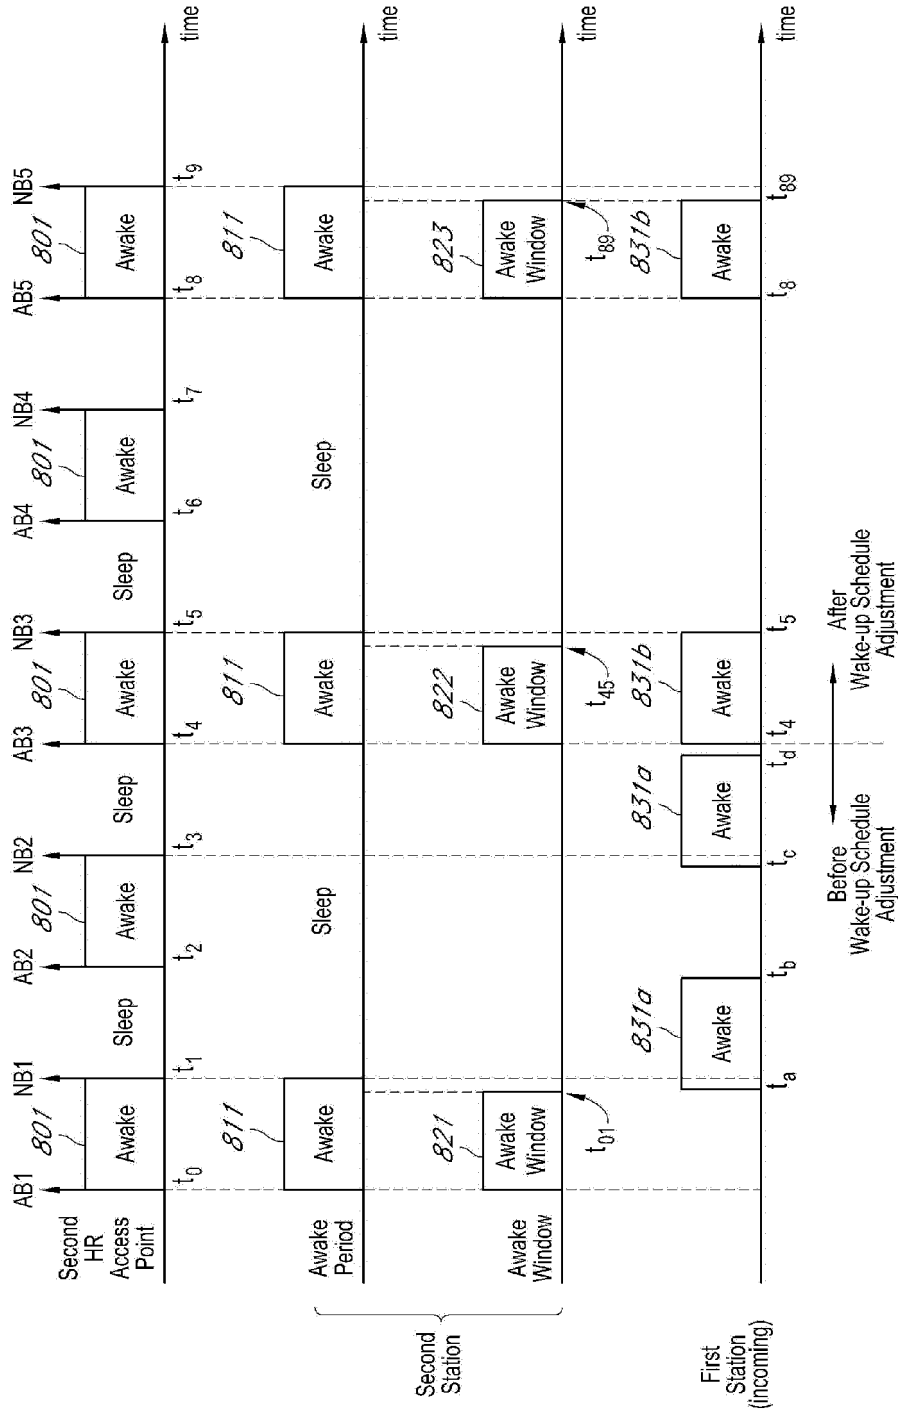 AB1 NB1 AB2 NB2 AB3 NB3 AB4 NB4 AB5 NB5
801 801 801 801 801
Second
HR
Access
Point
Awake Sleep Awake Sleep Awake Sleep Awake Awake
t0 t1 t2 t3 t4 t5 t6 t7 t8 t9 time
811 811 811
Awake
Period
Awake Sleep Awake Sleep Awake
time
Second
Station
821 822 823
Awake
Window
Awake
Window
Awake
Window
Awake
Window
t01 t45 t89 time
831a 831a 831b 831b
First
Station
(incoming)
Awake Awake Awake Awake
ta tb tc td t4 t5 t8 t89 time
Before
Wake-up Schedule
Adjustment
After
Wake-up Schedule
Adjustment